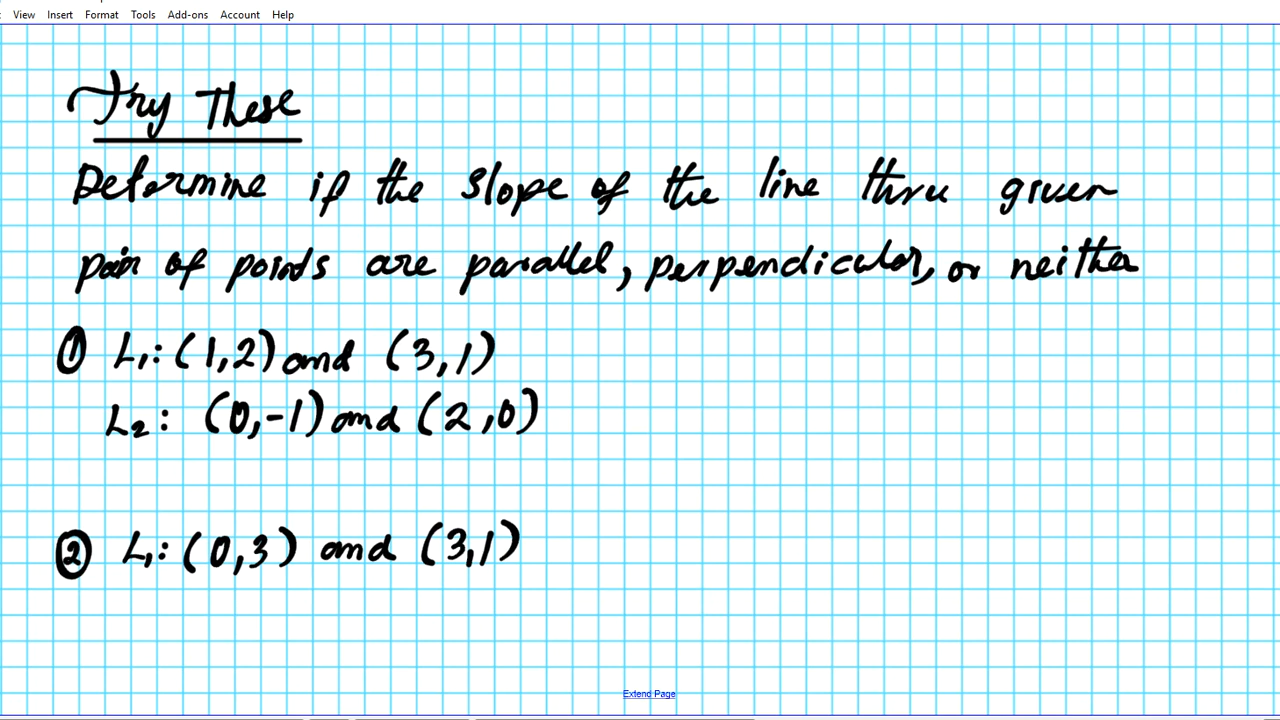 View Insert Format Tools Add-ons Account Help
Try These
Determine if the slope of the line thru given
pair of points are parallel, perpendicular, or neither
① L₁: (1,2) and (3,1)
L₂: (0,-1) and (2,0)
② L₁: (0,3) and (3,1)
Extend Page